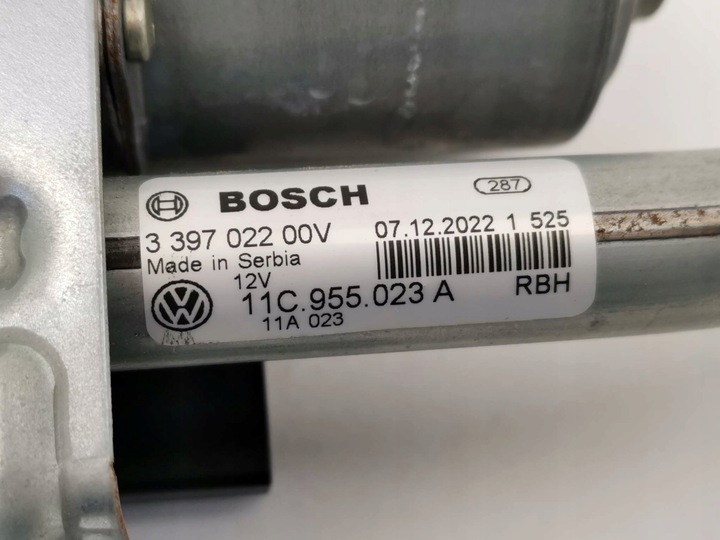 BOSCH 287
3 397 022 00V 07.12.2022 1 525
Made in Serbia
12V
VW 11C.955.023 A RBH
11A 023